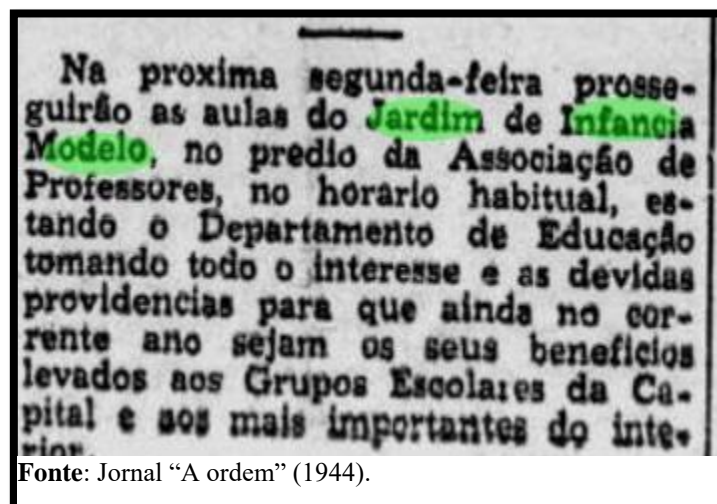 Na proxima segunda-feira prosse-
guirão as aulas do Jardim de Infancia
Modelo, no predio da Associação de
Professores, no horario habitual, es-
tando o Departamento de Educação
tomando todo o interesse e as devidas
providencias para que ainda no cor-
rente ano sejam os seus beneficios
levados aos Grupos Escolares da Ca-
pital e aos mais importantes do inte-
rior.
Fonte: Jornal “A ordem” (1944).